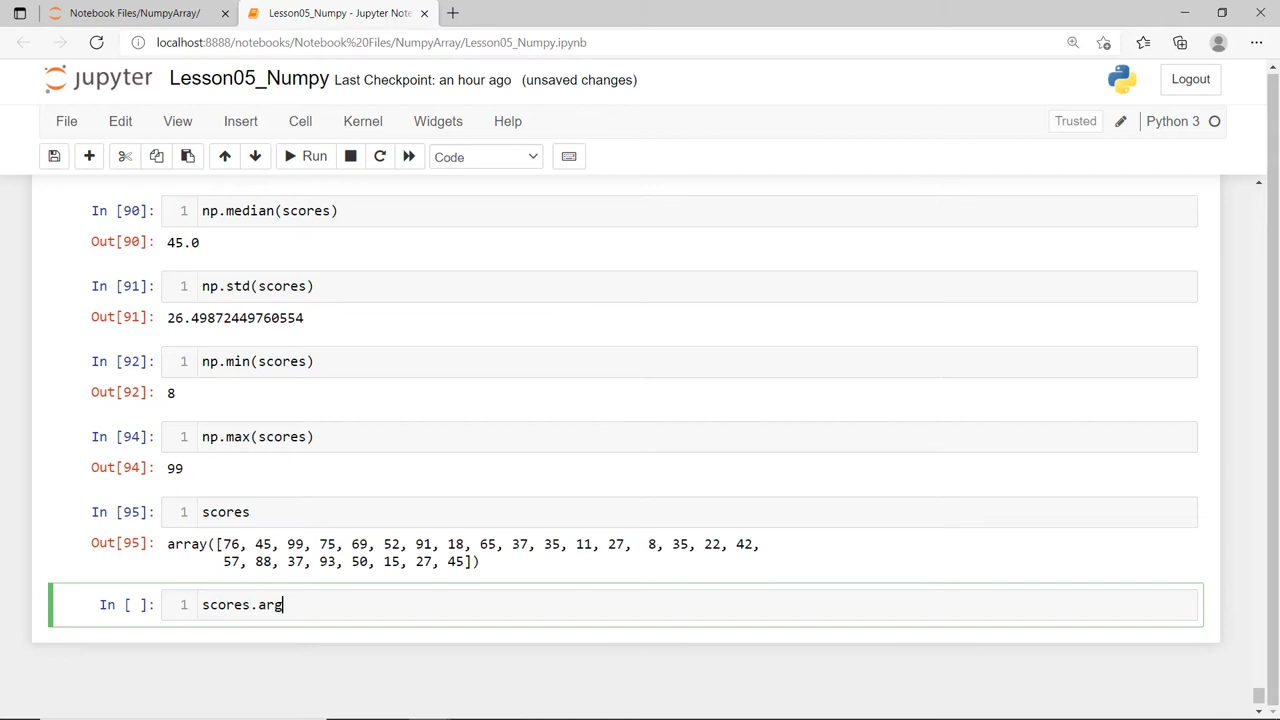 Notebook Files/NumpyArray/
Lesson05_Numpy - Jupyter Note
localhost:8888/notebooks/Notebook%20Files/NumpyArray/Lesson05_Numpy.ipynb
jupyter Lesson05_Numpy Last Checkpoint: an hour ago (unsaved changes)
Logout
File Edit View Insert Cell Kernel Widgets Help
Trusted Python 3
Run Code
In [90]: 1 np.median(scores)
Out[90]: 45.0
In [91]: 1 np.std(scores)
Out[91]: 26.49872449760554
In [92]: 1 np.min(scores)
Out[92]: 8
In [94]: 1 np.max(scores)
Out[94]: 99
In [95]: 1 scores
Out[95]: array([76, 45, 99, 75, 69, 52, 91, 18, 65, 37, 35, 11, 27,  8, 35, 22, 42,
57, 88, 37, 93, 50, 15, 27, 45])
In [ ]: 1 scores.arg